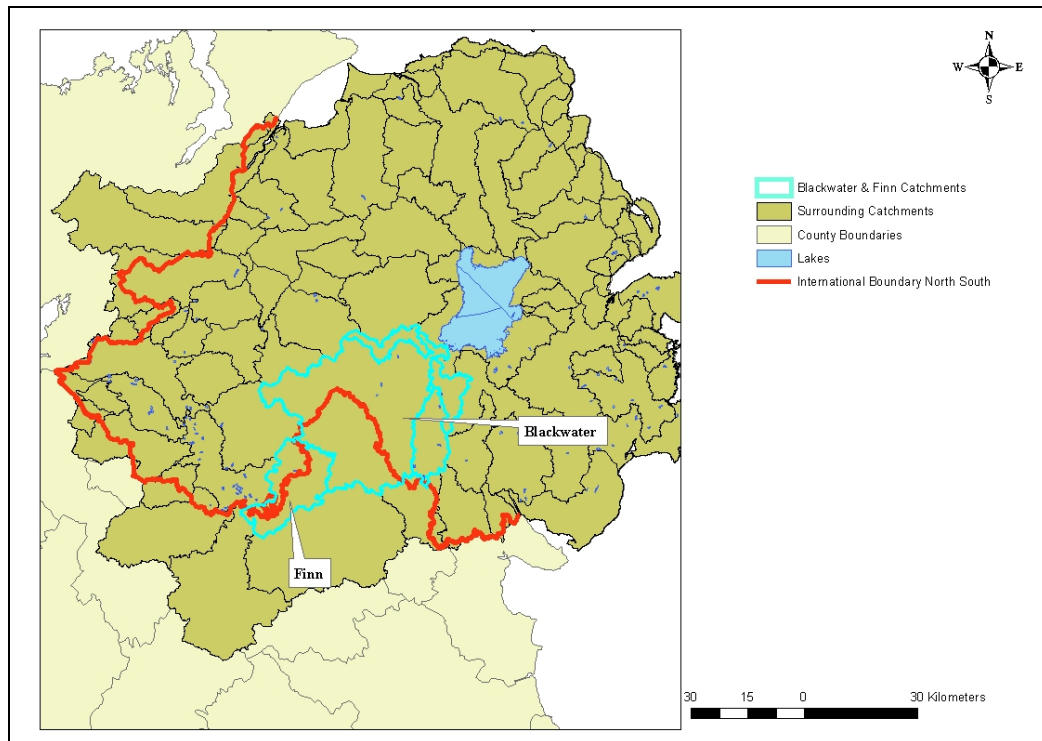 N
W E
S
Blackwater & Finn Catchments
Surrounding Catchments
County Boundaries
Lakes
International Boundary North South
Blackwater
Finn
30 15 0 30 Kilometers